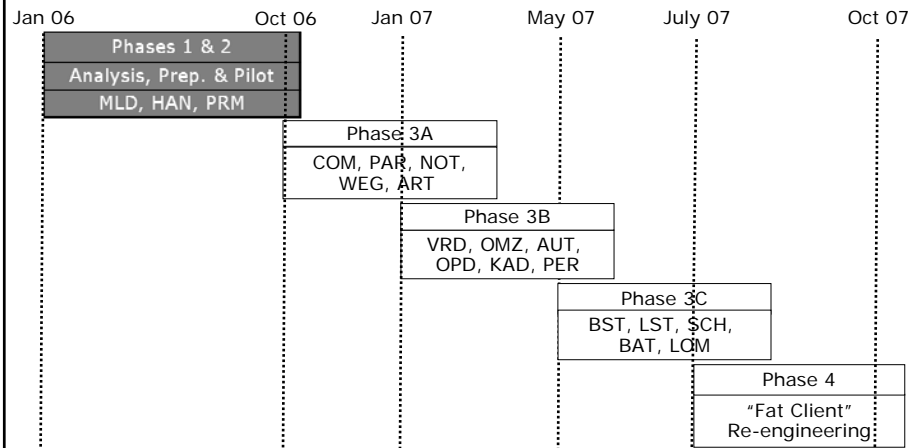 Jan 06 Oct 06 Jan 07 May 07 July 07 Oct 07
Phases 1 & 2
Analysis, Prep. & Pilot
MLD, HAN, PRM
Phase 3A
COM, PAR, NOT,
WEG, ART
Phase 3B
VRD, OMZ, AUT,
OPD, KAD, PER
Phase 3C
BST, LST, SCH,
BAT, LOM
Phase 4
“Fat Client”
Re-engineering